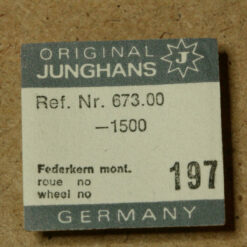 ORIGINAL
JUNGHANS J
Ref. Nr. 673.00
—1500
Federkern mont.
roue no
wheel no
197
GERMANY